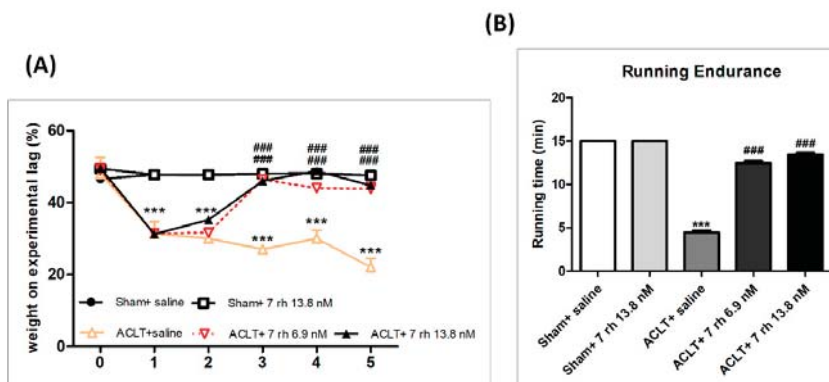 (A)
weight on experimental lag (%)
60
40
20
0
###
###
###
###
###
###
***
***
***
***
***
Sham+ saline
Sham+ 7 rh 13.8 nM
ACLT+saline
ACLT+ 7 rh 6.9 nM
ACLT+ 7 rh 13.8 nM
0 1 2 3 4 5
(B)
Running Endurance
Running time (min)
20
15
10
5
0
***
###
###
Sham+ saline
Sham+ 7 rh 13.8 nM
ACLT+ saline
ACLT+ 7 rh 6.9 nM
ACLT+ 7 rh 13.8 nM